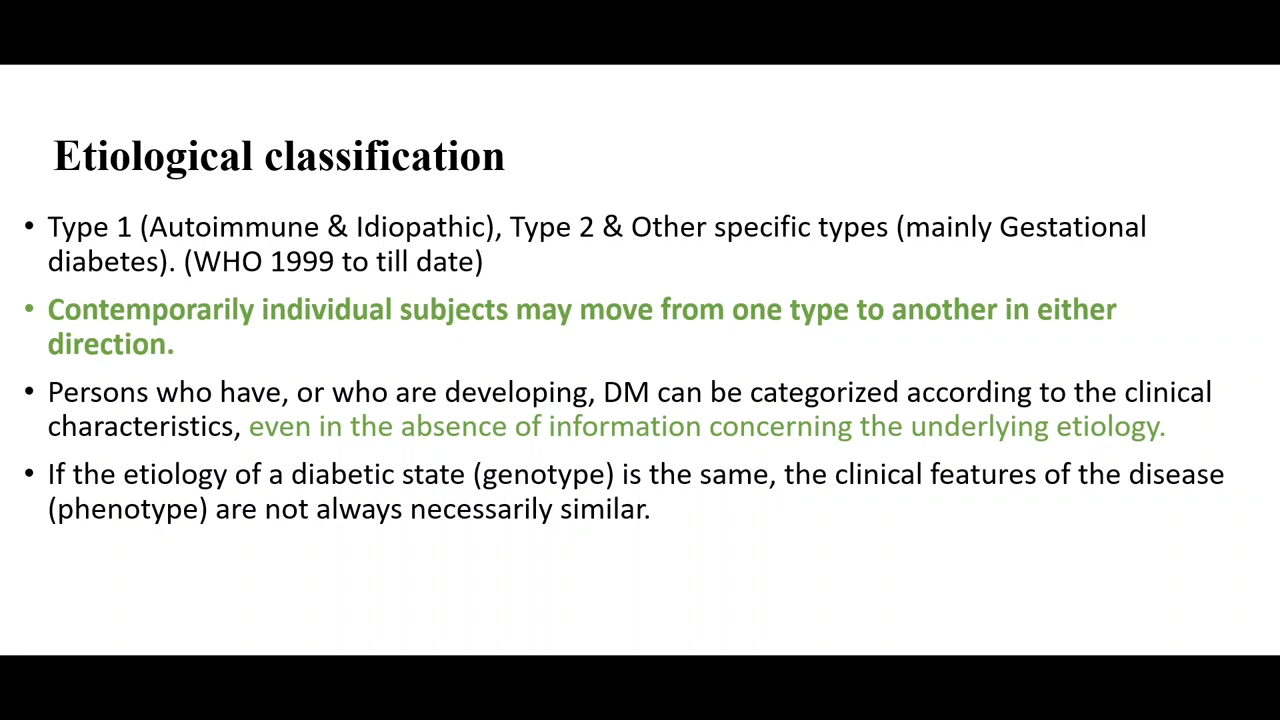 Etiological classification
• Type 1 (Autoimmune & Idiopathic), Type 2 & Other specific types (mainly Gestational
diabetes). (WHO 1999 to till date)
• Contemporarily individual subjects may move from one type to another in either
direction.
• Persons who have, or who are developing, DM can be categorized according to the clinical
characteristics, even in the absence of information concerning the underlying etiology.
• If the etiology of a diabetic state (genotype) is the same, the clinical features of the disease
(phenotype) are not always necessarily similar.